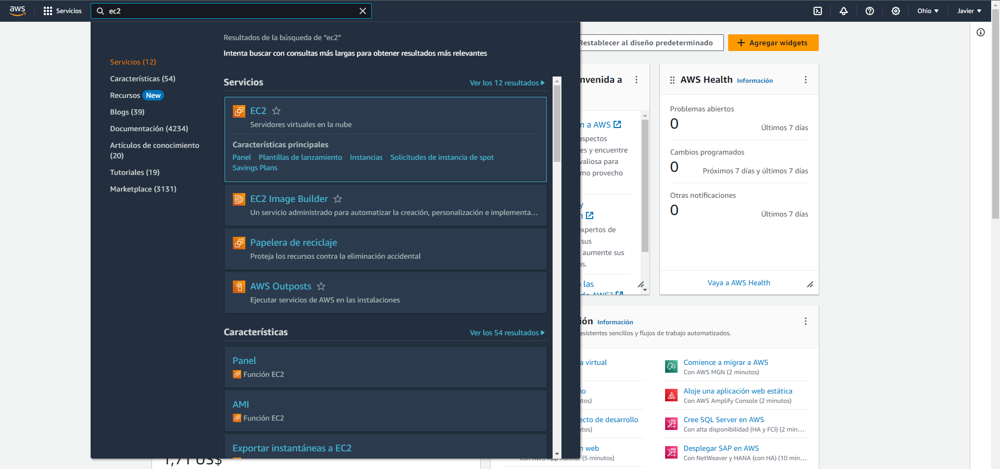 aws
Servicios
ec2
Ohio
Javier
Resultados de la búsqueda de “ec2”
Intenta buscar con consultas más largas para obtener resultados más relevantes
Servicios (12)
Características (54)
Recursos New
Blogs (39)
Documentación (4234)
Artículos de conocimiento
(20)
Tutoriales (19)
Marketplace (3131)
Servicios
Ver los 12 resultados
EC2
Servidores virtuales en la nube
Características principales
Panel Plantillas de lanzamiento Instancias Solicitudes de instancia de spot
Savings Plans
EC2 Image Builder
Un servicio administrado para automatizar la creación, personalización e implementa...
Papelera de reciclaje
Proteja los recursos contra la eliminación accidental
AWS Outposts
Ejecutar servicios de AWS en las instalaciones
Características
Ver los 54 resultados
Panel
Función EC2
AMI
Función EC2
Exportar instantáneas a EC2
1,71 US$
Restablecer al diseño predeterminado
Agregar widgets
nvenida a
n a AWS
aspectos
es y encuentre
valiosa para
mo provecho
y
n
expertos de
sus
aumente sus
os.
las
de AWS?
AWS Health Información
Problemas abiertos
0
Últimos 7 días
Cambios programados
0
Próximos 7 días y últimos 7 días
Otras notificaciones
0
Últimos 7 días
Vaya a AWS Health
ión Información
asistentes sencillos y flujos de trabajo automatizados.
a virtual
io
tos)
ecto de desarrollo
tos)
n web
Con AWS App Runner (5 minutos)
Comience a migrar a AWS
Con AWS MGN (2 minutos)
Aloje una aplicación web estática
Con AWS Amplify Console (2 minutos)
Cree SQL Server en AWS
Con alta disponibilidad (HA y FCI) (2 min...
Desplegar SAP en AWS
Con NetWeaver y HANA (con HA) (10 min...